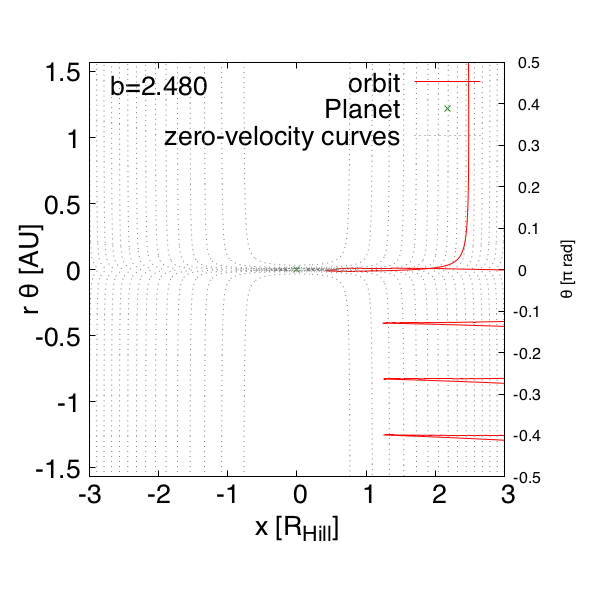 b=2.480
orbit
Planet
zero-velocity curves
1.5
1
0.5
0
-0.5
-1
-1.5
r θ [AU]
0.5
0.4
0.3
0.2
0.1
0
-0.1
-0.2
-0.3
-0.4
-0.5
θ [π rad]
-3 -2 -1 0 1 2 3
x [RHill]